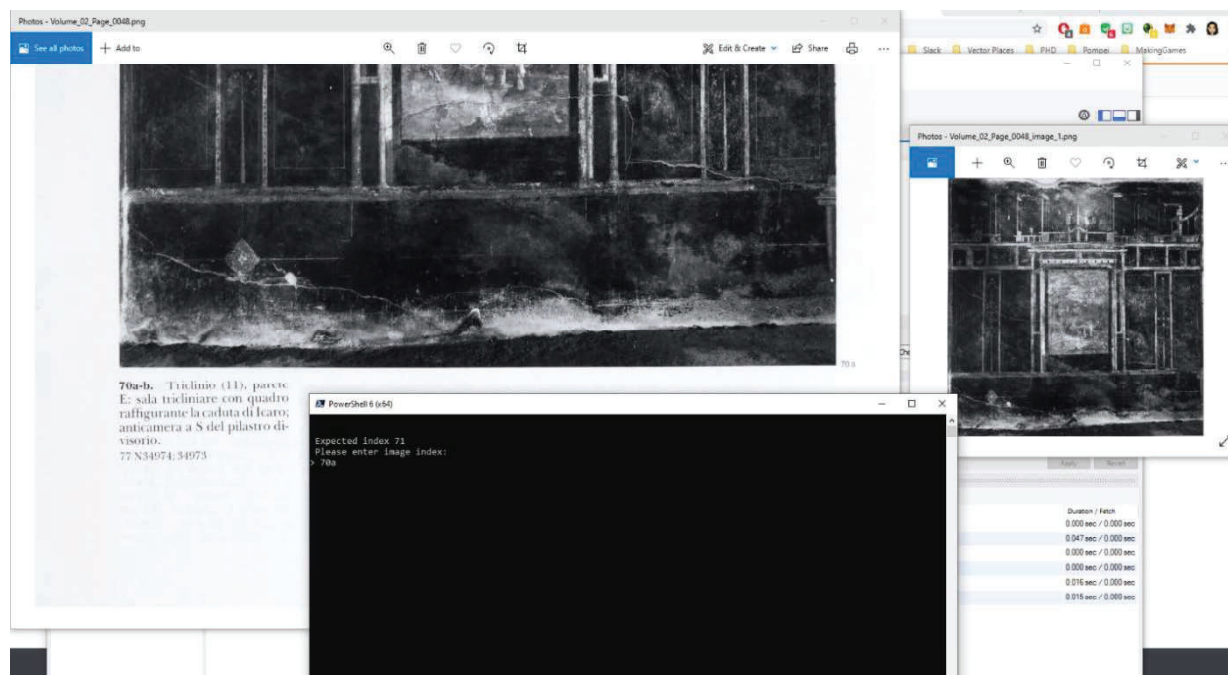 Photos - Volume_02_Page_0048.png
See all photos
Add to
Edit & Create
Share
Slack
Vector Places
PHD
Pompei
MakingGames
Photos - Volume_02_Page_0048_image_1.png
70a
70a-b. Triclinio (11), parete
E: sala tricliniare con quadro
raffigurante la caduta di Icaro;
anticamera a S del pilastro di-
visorio.
77 N34974; 34973
PowerShell 6 (x64)
Expected index 71
Please enter image index:
> 70a
Apply
Revert
Duration / Fetch
0.000 sec / 0.000 sec
0.047 sec / 0.000 sec
0.000 sec / 0.000 sec
0.000 sec / 0.000 sec
0.016 sec / 0.000 sec
0.015 sec / 0.000 sec